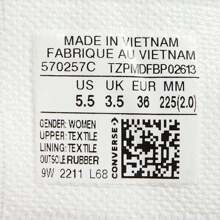 MADE IN VIETNAM
FABRIQUE AU VIETNAM
570257C TZPMDFBP02613
US UK EUR MM
5.5 3.5 36 225(2.0)
GENDER: WOMEN
UPPER: TEXTILE
LINING: TEXTILE
OUTSOLE: RUBBER
9W 2211 L68
CONVERSE